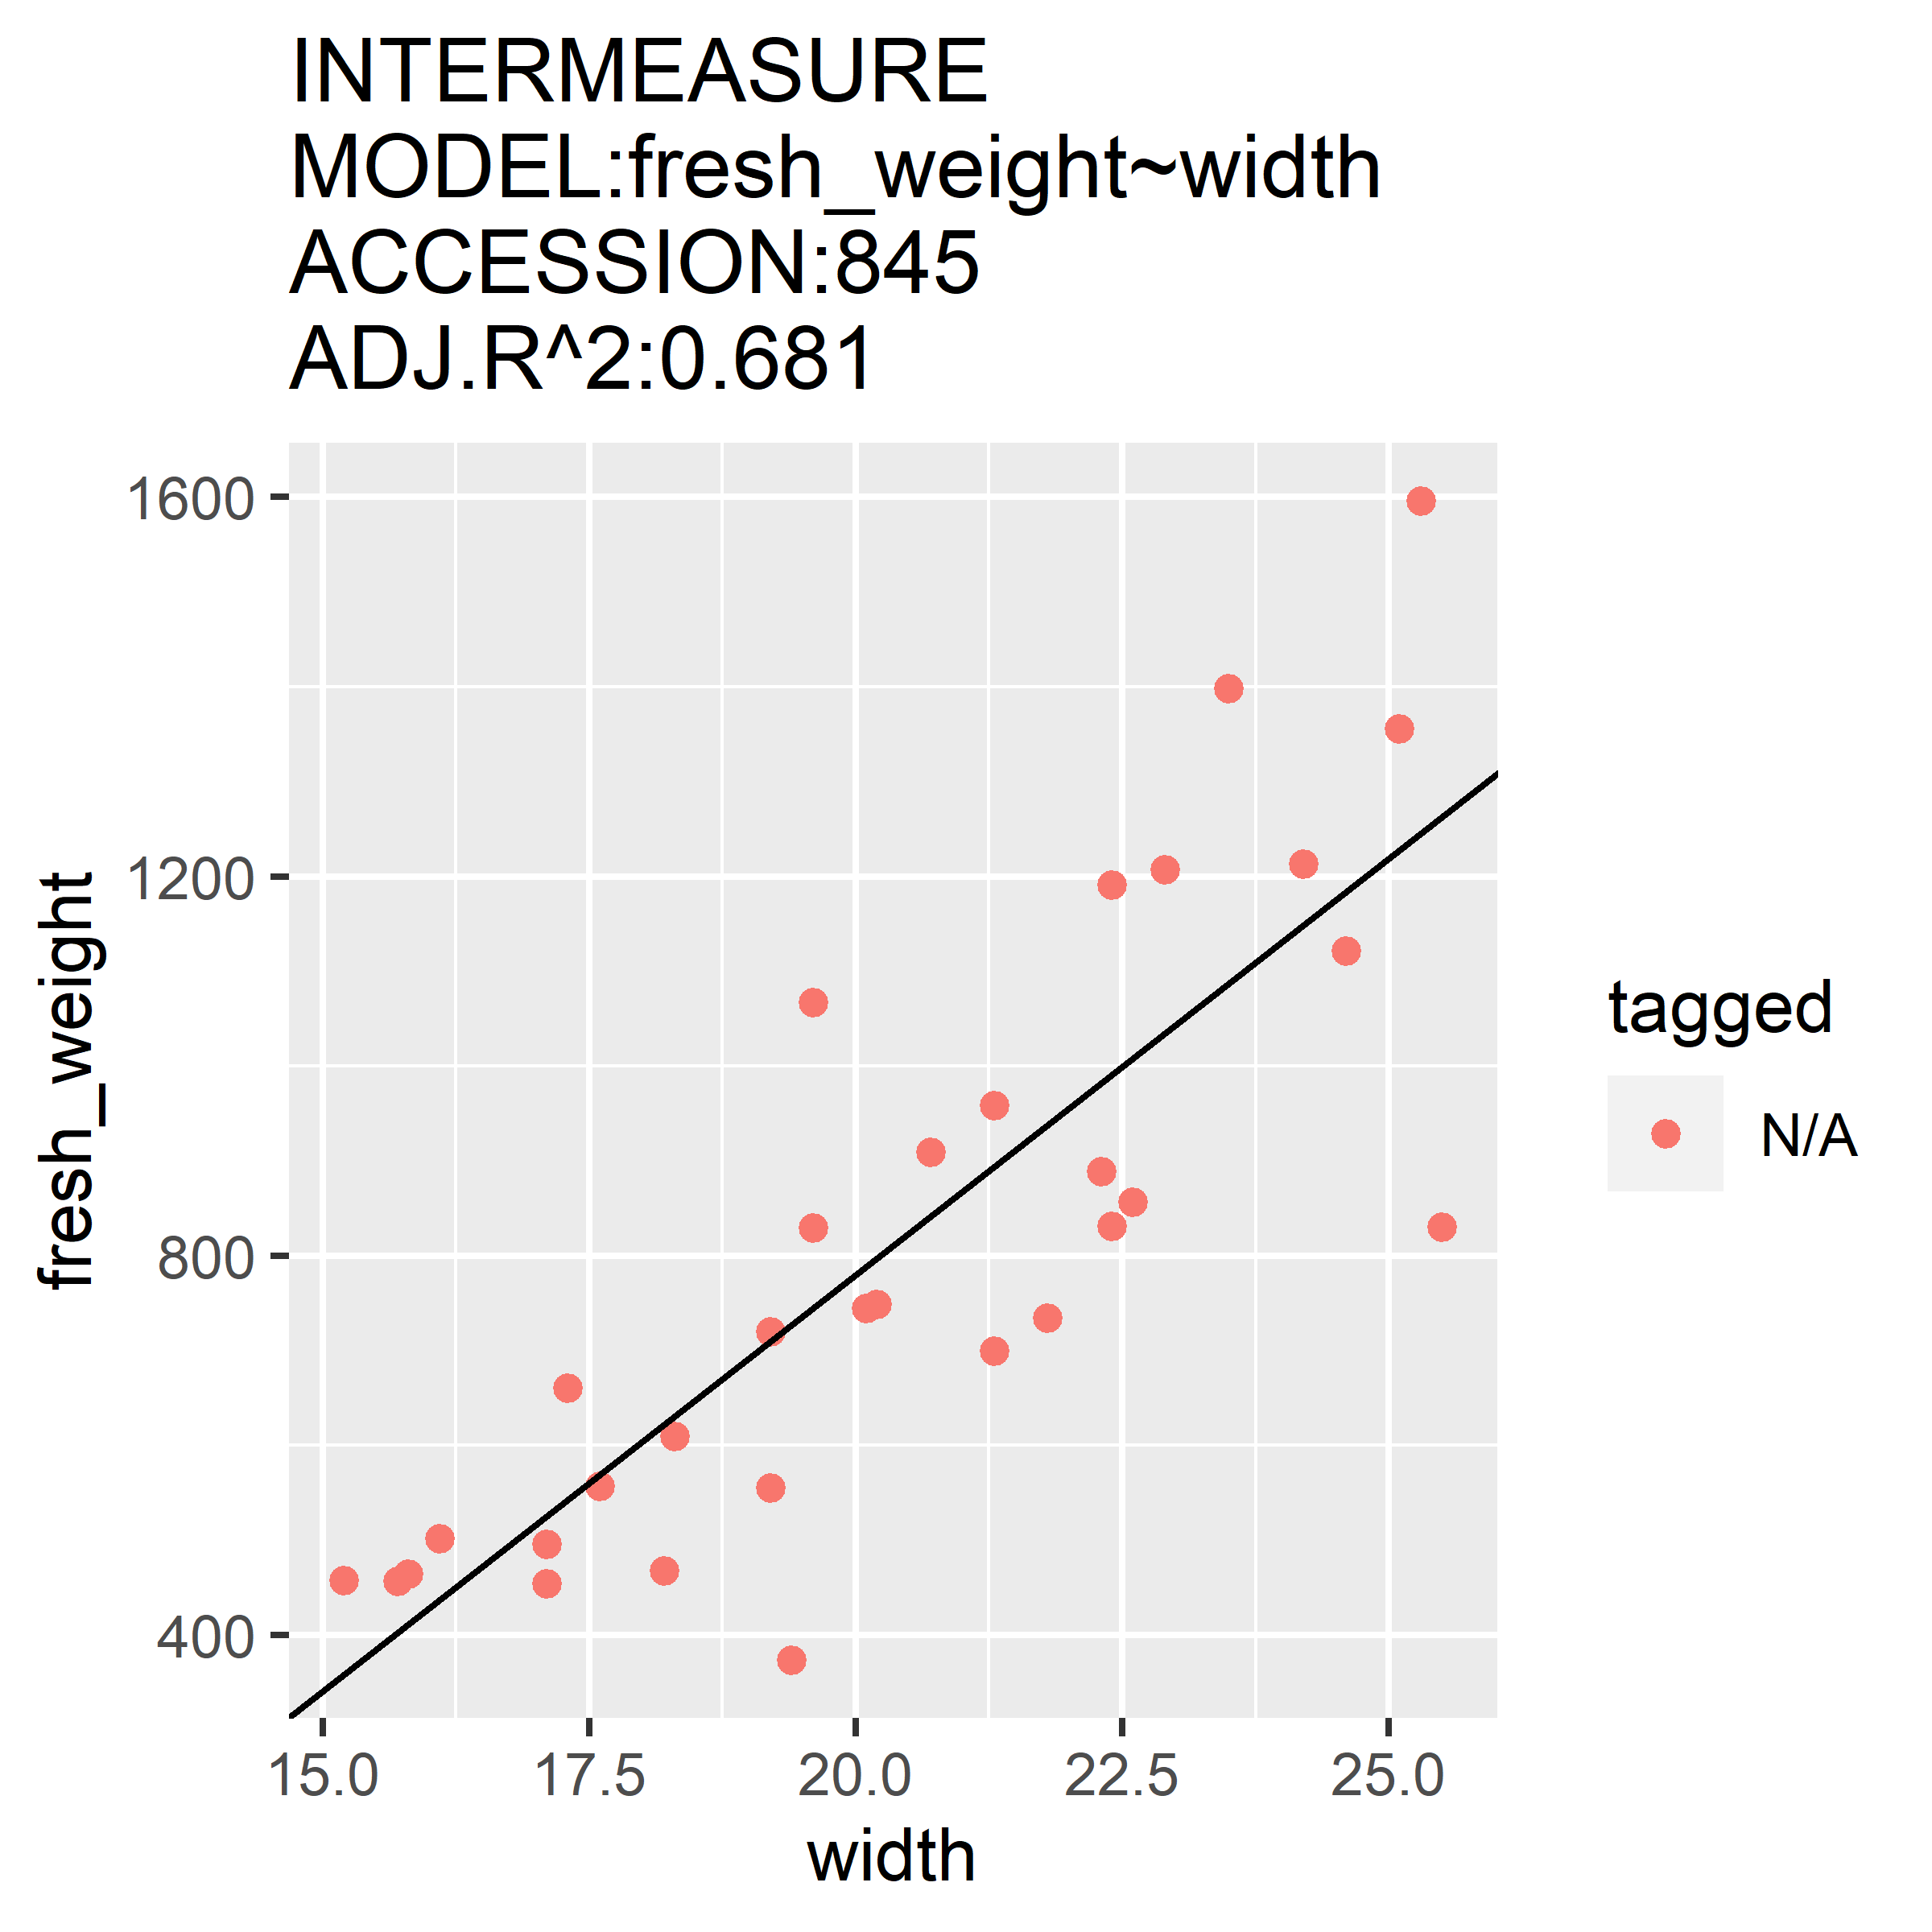 INTERMEASURE
MODEL:fresh_weight~width
ACCESSION:845
ADJ.R^2:0.681
1600
1200
800
400
fresh_weight
15.0 17.5 20.0 22.5 25.0
width
tagged
N/A